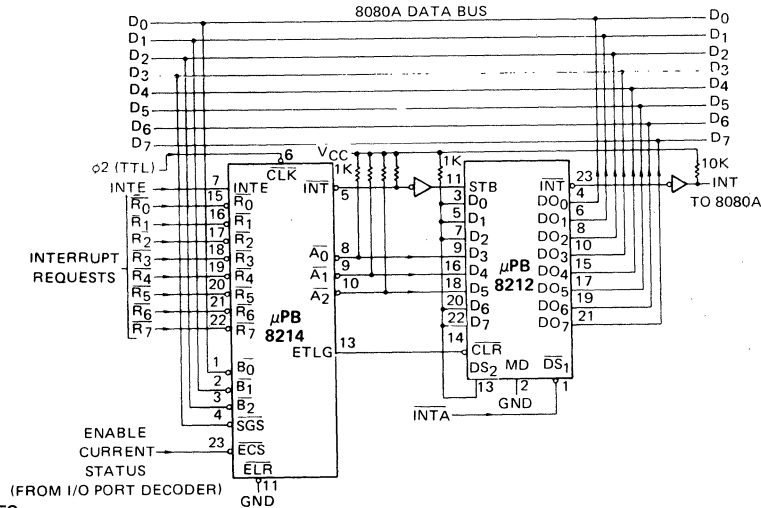 8080A DATA BUS
D0 D0
D1 D1
D2 D2
D3 D3
D4 D4
D5 D5
D6 D6
D7 D7
φ2 (TTL) 6 VCC
CLK 1K 1K 10K
INTE 7 INTE INT 5 11 STB INT 23 INT
TO 8080A
R0 15 R0 3 D0 DO0 4
R1 16 R1 5 D1 DO1 6
R2 17 R2 7 D2 DO2 8
INTERRUPT R3 18 R3 A0 8 9 D3 DO3 10
REQUESTS R4 19 R4 A1 9 16 D4 DO4 15
R5 20 R5 A2 10 18 D5 DO5 17
R6 21 R6 20 D6 DO6 19
R7 22 R7 22 D7 DO7 21
μPB
8214
μPB
8212
ETLG 13 14 CLR
DS2 MD DS1
13 2 1
GND
INTA
1 B0
2 B1
3 B2
4 SGS
ENABLE
CURRENT 23 ECS
STATUS
(FROM I/O PORT DECODER)
ELR
11
GND